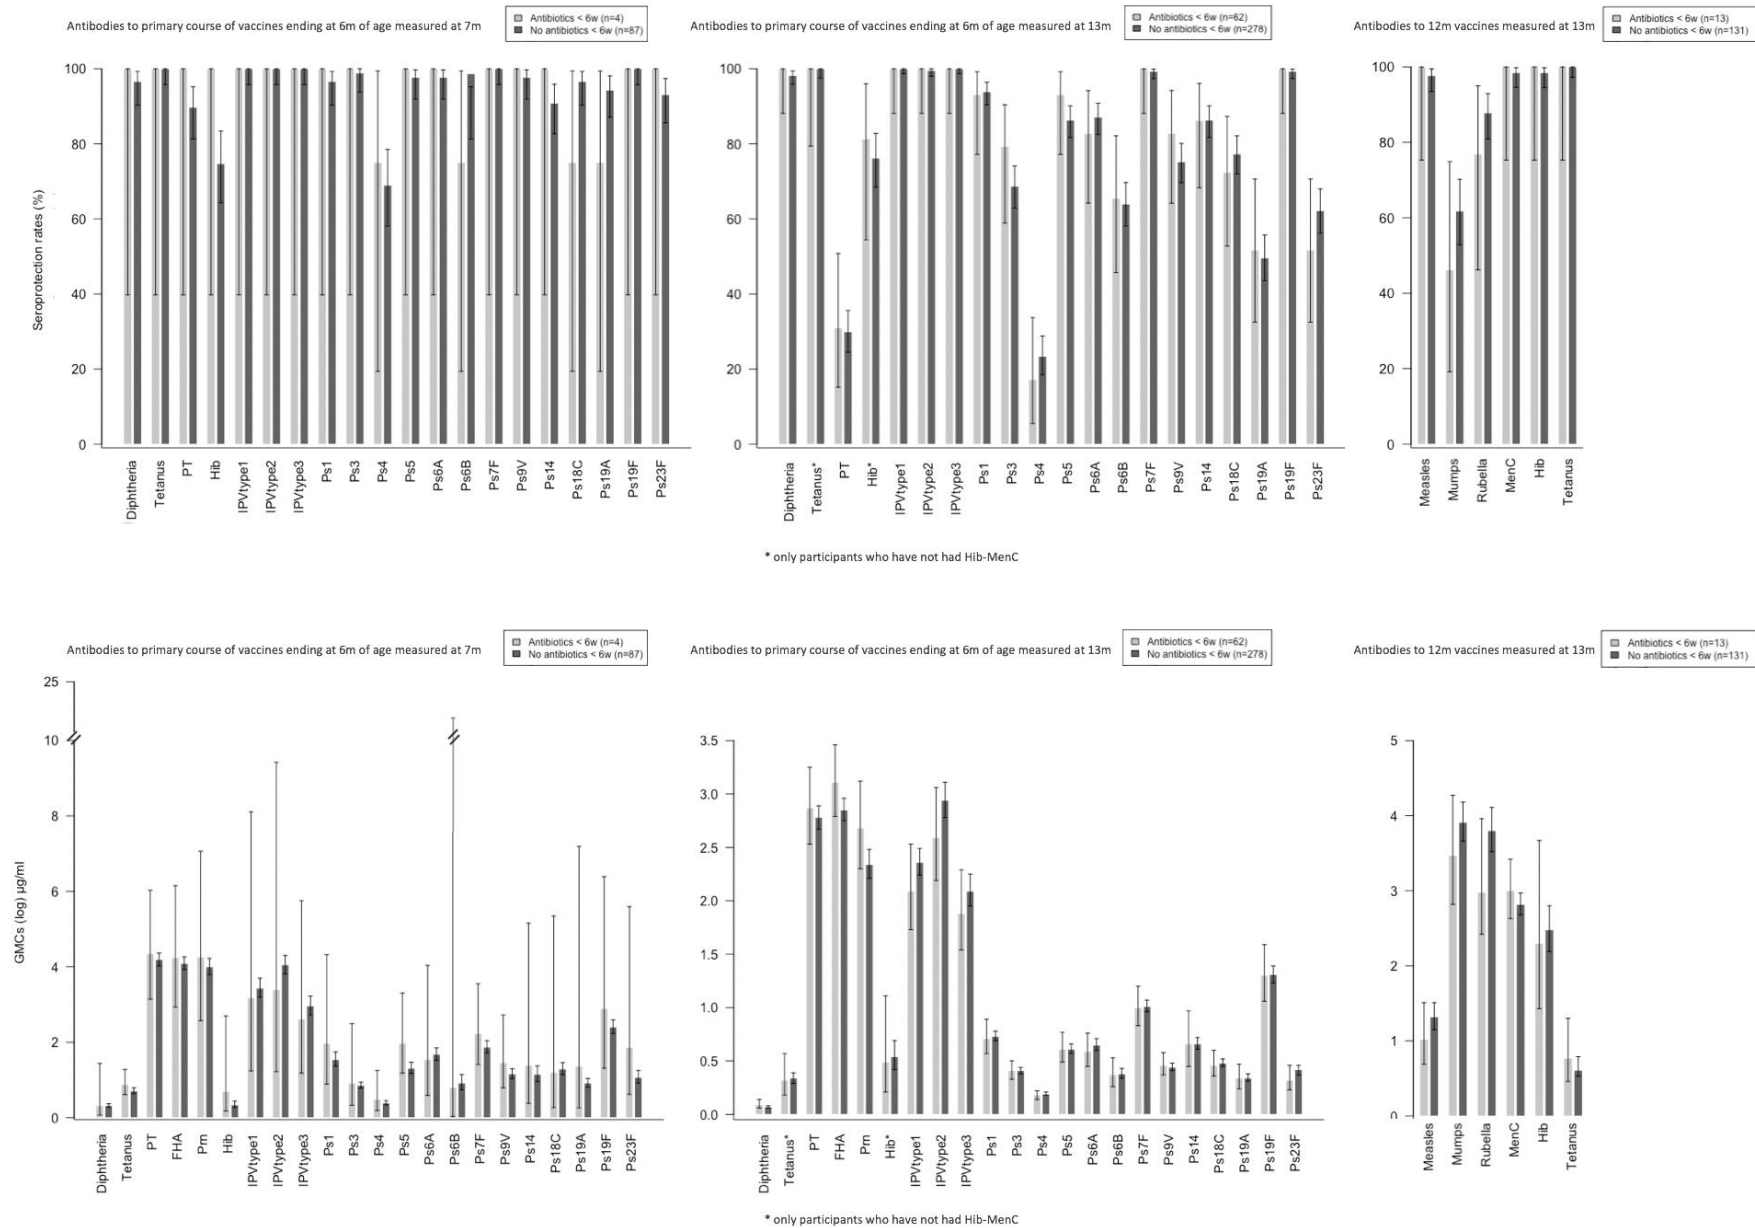 Antibodies to primary course of vaccines ending at 6m of age measured at 7m
Antibiotics < 6w (n=4)
No antibiotics < 6w (n=87)
Seroprotection rates (%)
100
80
60
40
20
0
Diphtheria
Tetanus
PT
Hib
IPVtype1
IPVtype2
IPVtype3
Ps1
Ps3
Ps4
Ps5
Ps6A
Ps6B
Ps7F
Ps9V
Ps14
Ps18C
Ps19A
Ps19F
Ps23F
Antibodies to primary course of vaccines ending at 6m of age measured at 13m
Antibiotics < 6w (n=62)
No antibiotics < 6w (n=278)
100
80
60
40
20
0
Diphtheria
Tetanus*
PT
Hib*
IPVtype1
IPVtype2
IPVtype3
Ps1
Ps3
Ps4
Ps5
Ps6A
Ps6B
Ps7F
Ps9V
Ps14
Ps18C
Ps19A
Ps19F
Ps23F
* only participants who have not had Hib-MenC
Antibodies to 12m vaccines measured at 13m
Antibiotics < 6w (n=13)
No antibiotics < 6w (n=131)
100
80
60
40
20
0
Measles
Mumps
Rubella
MenC
Hib
Tetanus
Antibodies to primary course of vaccines ending at 6m of age measured at 7m
Antibiotics < 6w (n=4)
No antibiotics < 6w (n=87)
GMCs (log) µg/ml
25
10
8
6
4
2
0
Diphtheria
Tetanus
PT
FHA
Prn
Hib
IPVtype1
IPVtype2
IPVtype3
Ps1
Ps3
Ps4
Ps5
Ps6A
Ps6B
Ps7F
Ps9V
Ps14
Ps18C
Ps19A
Ps19F
Ps23F
Antibodies to primary course of vaccines ending at 6m of age measured at 13m
Antibiotics < 6w (n=62)
No antibiotics < 6w (n=278)
3.5
3.0
2.5
2.0
1.5
1.0
0.5
0.0
Diphtheria
Tetanus*
PT
FHA
Prn
Hib*
IPVtype1
IPVtype2
IPVtype3
Ps1
Ps3
Ps4
Ps5
Ps6A
Ps6B
Ps7F
Ps9V
Ps14
Ps18C
Ps19A
Ps19F
Ps23F
* only participants who have not had Hib-MenC
Antibodies to 12m vaccines measured at 13m
Antibiotics < 6w (n=13)
No antibiotics < 6w (n=131)
5
4
3
2
1
0
Measles
Mumps
Rubella
MenC
Hib
Tetanus